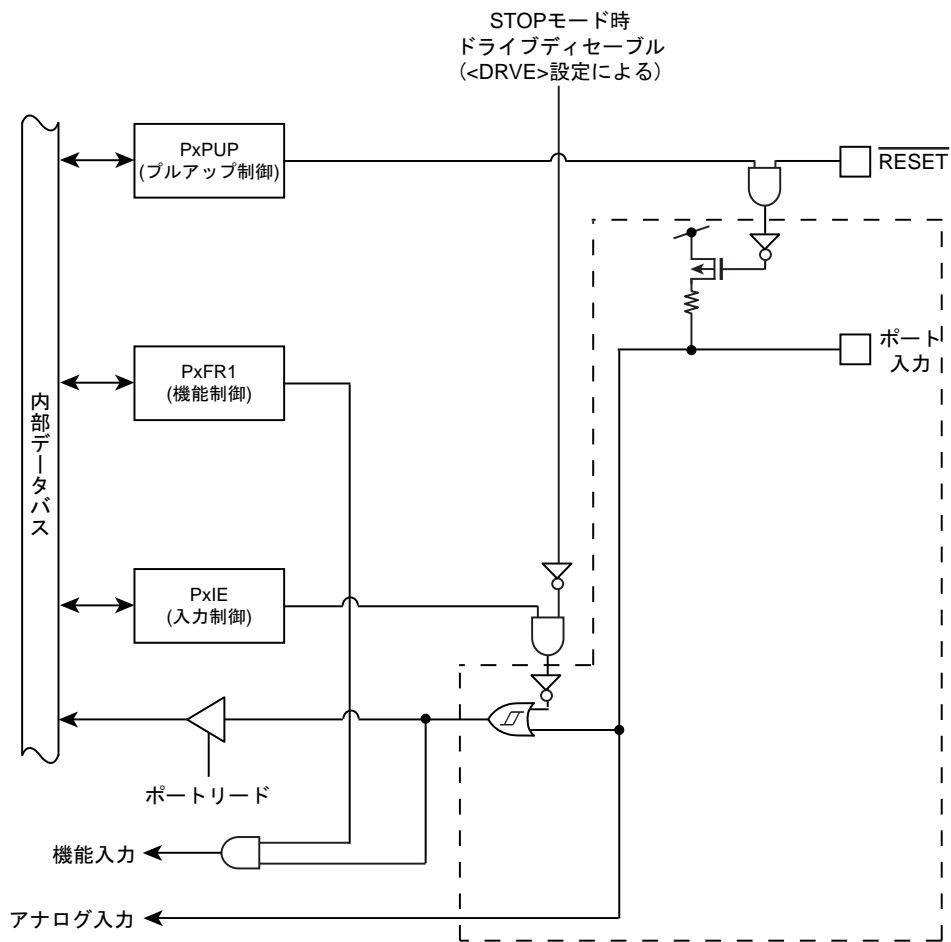 STOPモード時
ドライブディセーブル
(<DRVE>設定による)
PxPUP
(プルアップ制御)
RESET
ポート
入力
PxFR1
(機能制御)
内部データバス
PxIE
(入力制御)
ポートリード
機能入力
アナログ入力